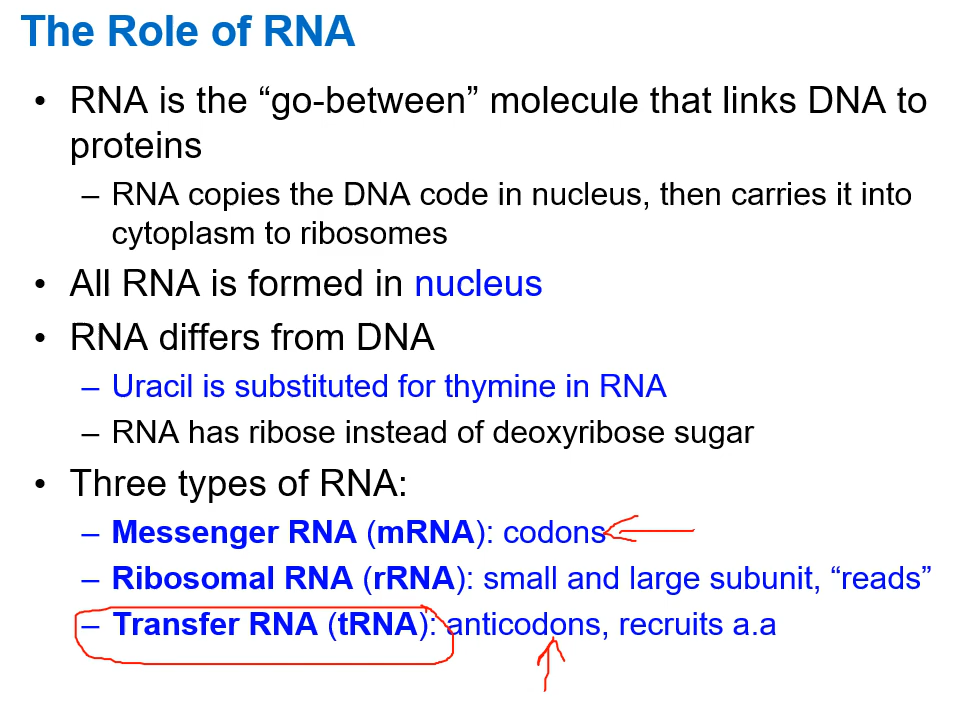 The Role of RNA
• RNA is the “go-between” molecule that links DNA to
proteins
– RNA copies the DNA code in nucleus, then carries it into
cytoplasm to ribosomes
• All RNA is formed in nucleus
• RNA differs from DNA
– Uracil is substituted for thymine in RNA
– RNA has ribose instead of deoxyribose sugar
• Three types of RNA:
– Messenger RNA (mRNA): codons
– Ribosomal RNA (rRNA): small and large subunit, “reads”
– Transfer RNA (tRNA): anticodons, recruits a.a